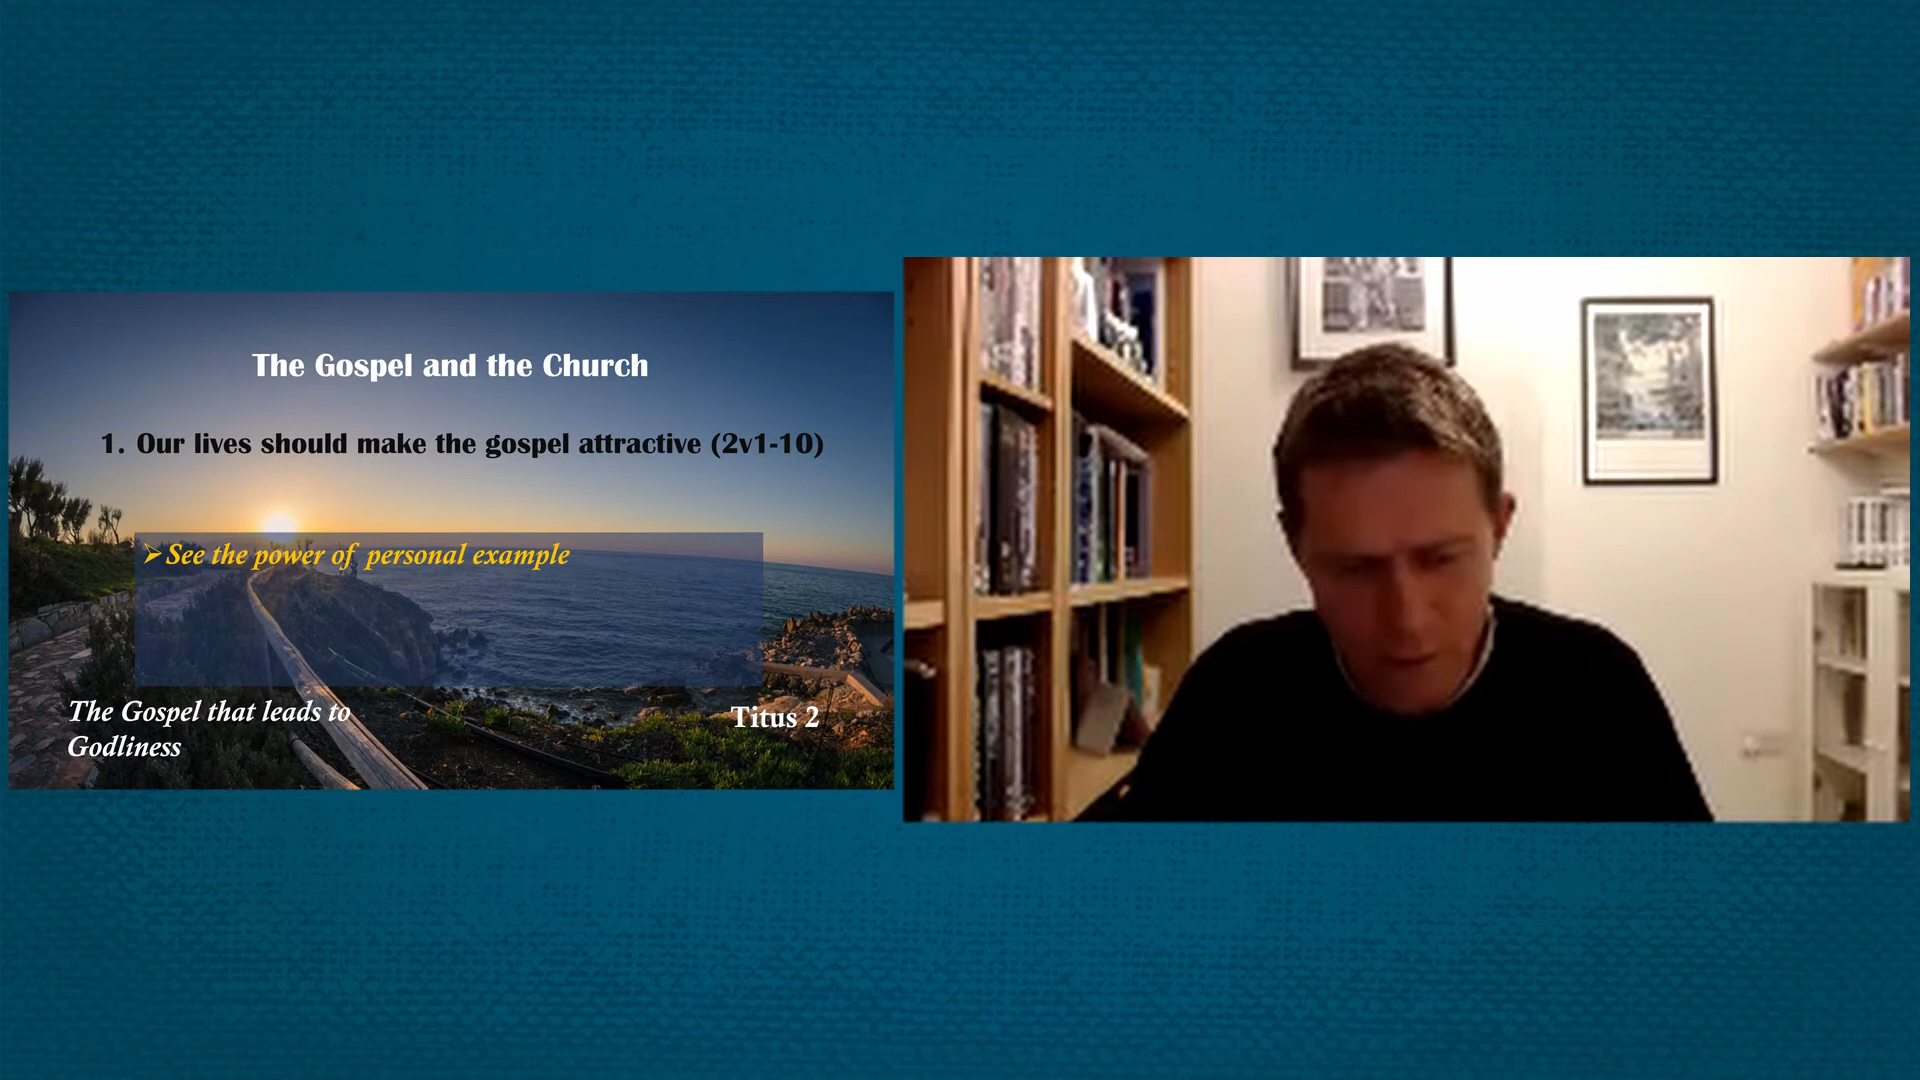 The Gospel and the Church
1. Our lives should make the gospel attractive (2v1-10)
➢See the power of personal example
The Gospel that leads to
Godliness
Titus 2